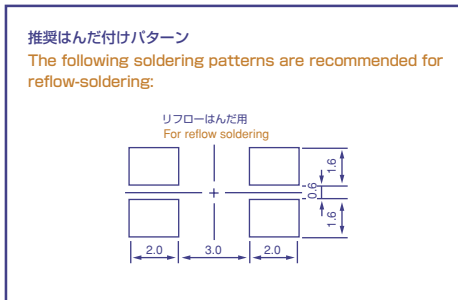 推奨はんだ付けパターン
The following soldering patterns are recommended for
reflow-soldering:
リフローはんだ用
For reflow soldering
1.6
0.6
1.6
2.0
3.0
2.0